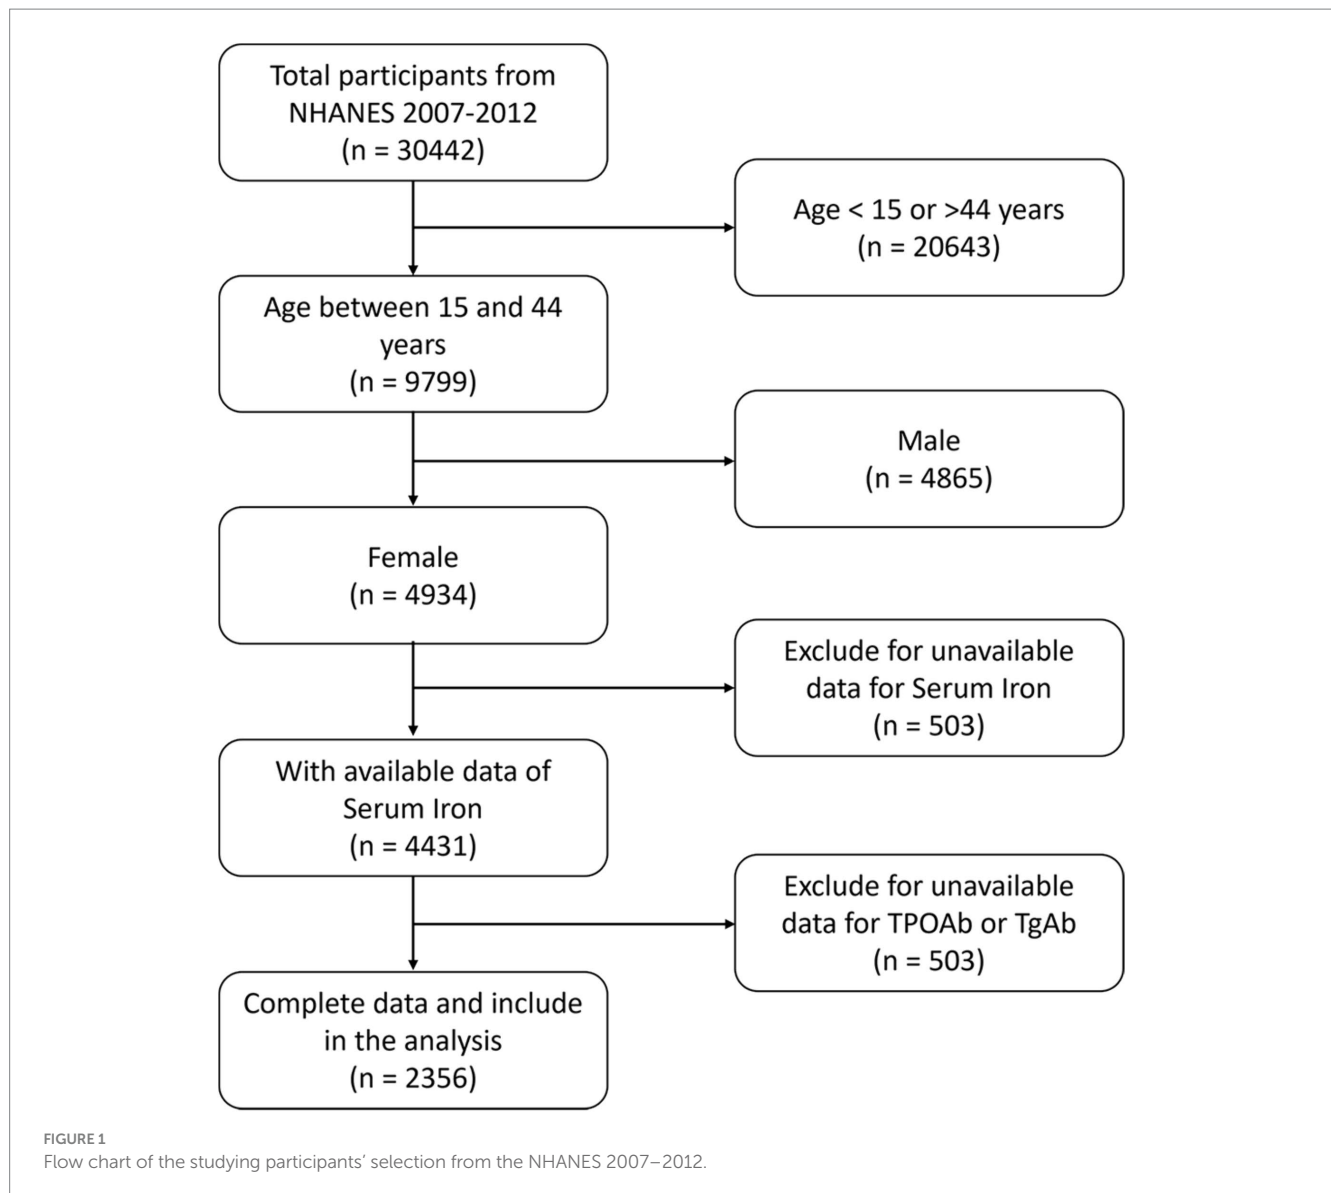 Total participants from
NHANES 2007-2012
(n = 30442)
Age < 15 or >44 years
(n = 20643)
Age between 15 and 44
years
(n = 9799)
Male
(n = 4865)
Female
(n = 4934)
Exclude for unavailable
data for Serum Iron
(n = 503)
With available data of
Serum Iron
(n = 4431)
Exclude for unavailable
data for TPOAb or TgAb
(n = 503)
Complete data and include
in the analysis
(n = 2356)
FIGURE 1
Flow chart of the studying participants’ selection from the NHANES 2007–2012.